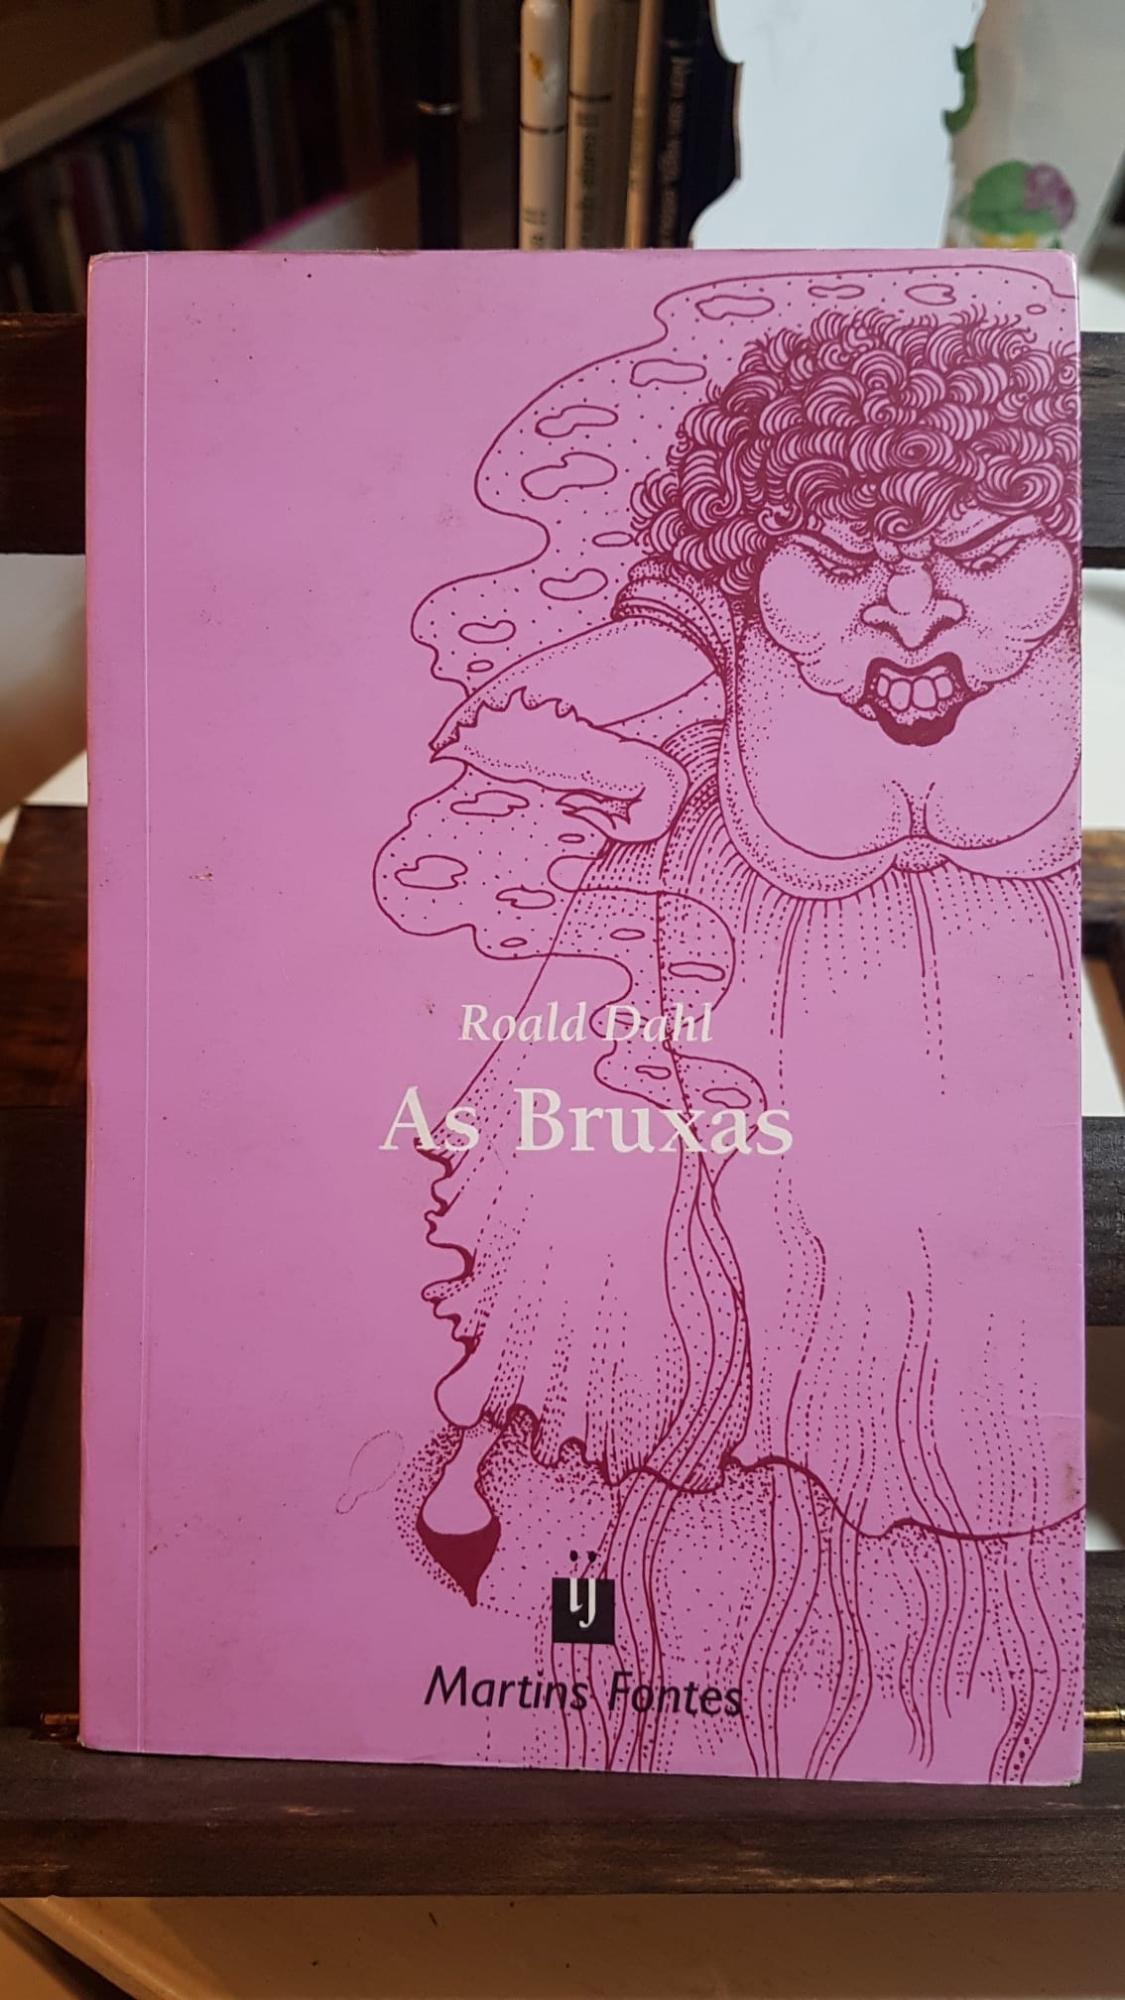 Roald Dahl
As Bruxas
ij
Martins Fontes